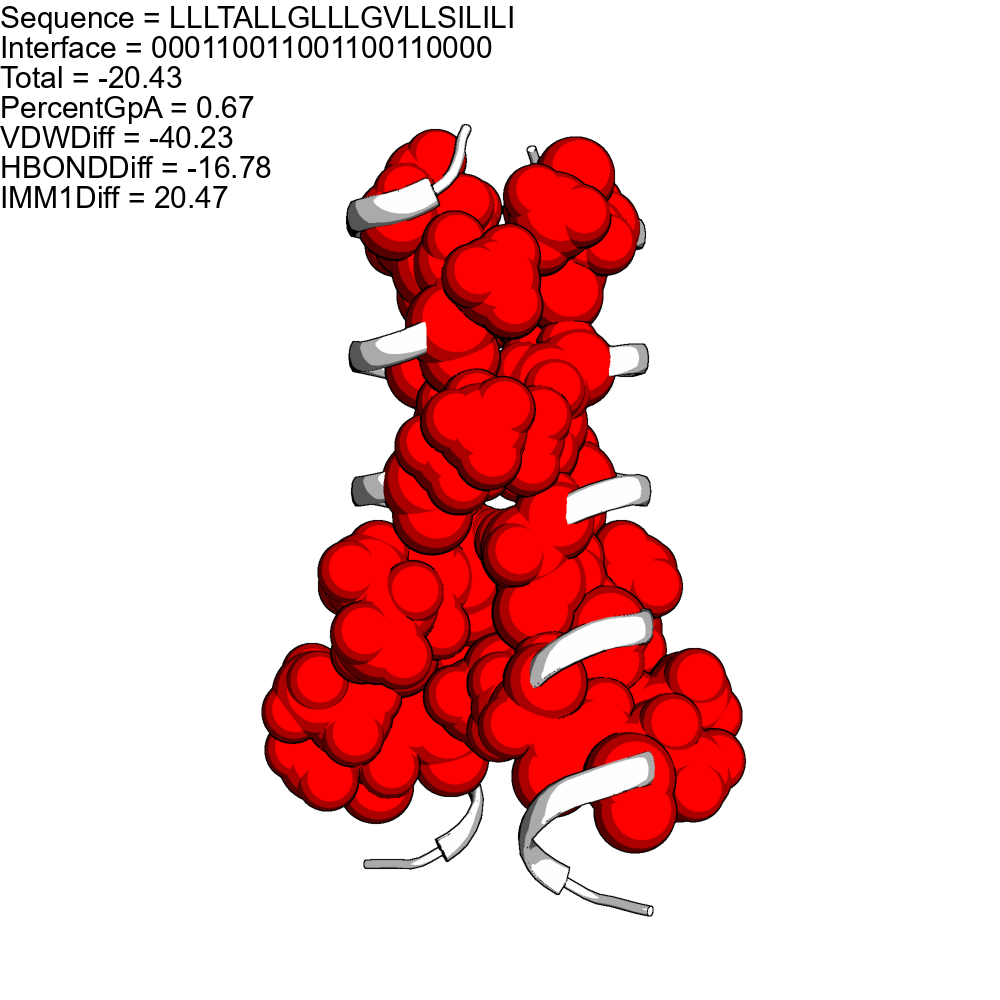 Sequence = LLLTALLGLLLGVLLSILILI
Interface = 000110011001100110000
Total = -20.43
PercentGpA = 0.67
VDWDiff = -40.23
HBONDDiff = -16.78
IMM1Diff = 20.47